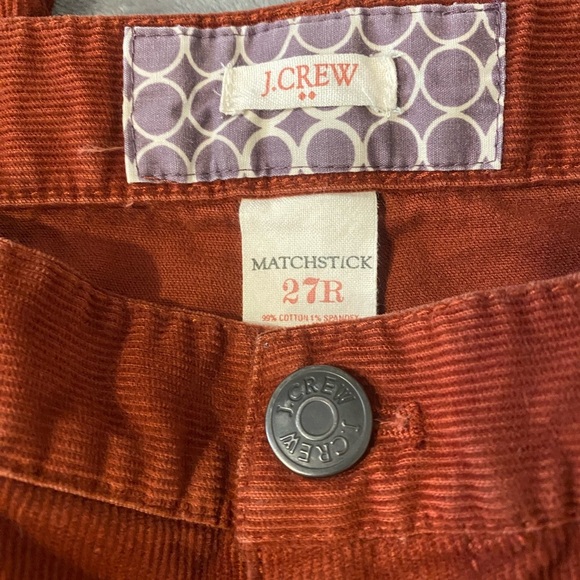 J.CREW
MATCHSTICK
27R
99% COTTON 1% SPANDEX
J.CREW J.CREW